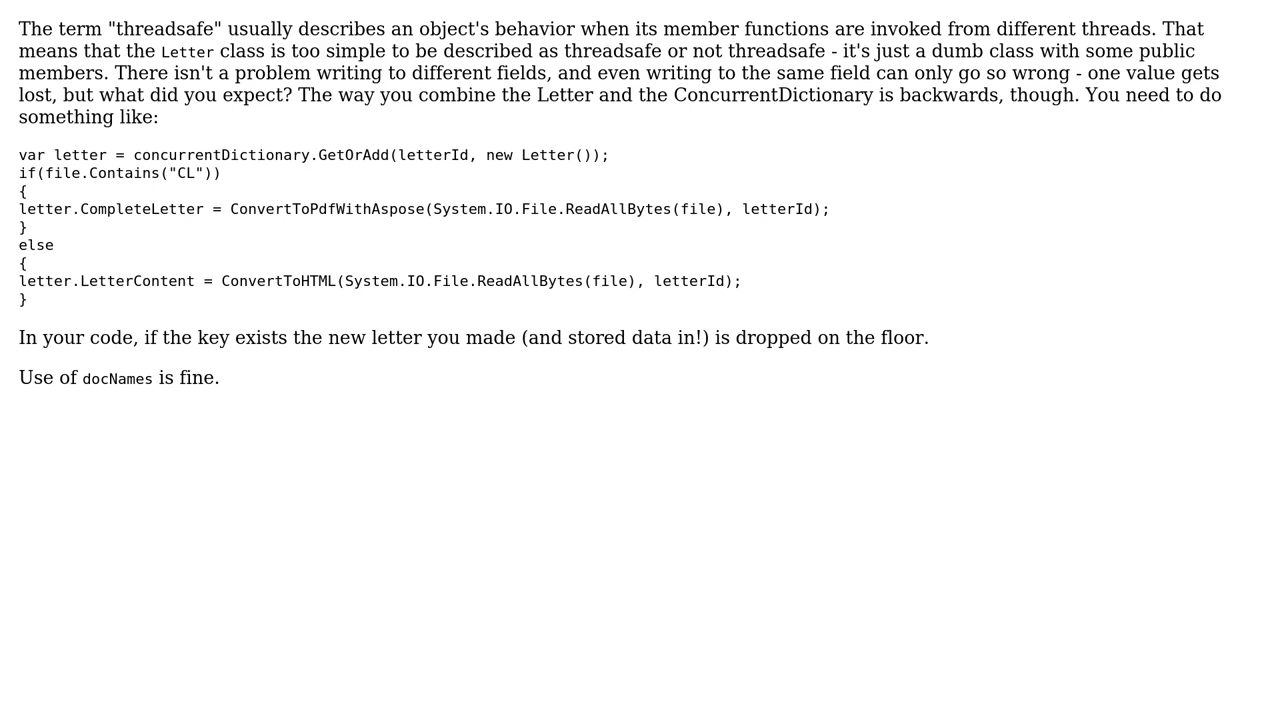 The term "threadsafe" usually describes an object's behavior when its member functions are invoked from different threads. That
means that the Letter class is too simple to be described as threadsafe or not threadsafe - it's just a dumb class with some public
members. There isn't a problem writing to different fields, and even writing to the same field can only go so wrong - one value gets
lost, but what did you expect? The way you combine the Letter and the ConcurrentDictionary is backwards, though. You need to do
something like:
var letter = concurrentDictionary.GetOrAdd(letterId, new Letter());
if(file.Contains("CL"))
{
letter.CompleteLetter = ConvertToPdfWithAspose(System.IO.File.ReadAllBytes(file), letterId);
}
else
{
letter.LetterContent = ConvertToHTML(System.IO.File.ReadAllBytes(file), letterId);
}
In your code, if the key exists the new letter you made (and stored data in!) is dropped on the floor.
Use of docNames is fine.